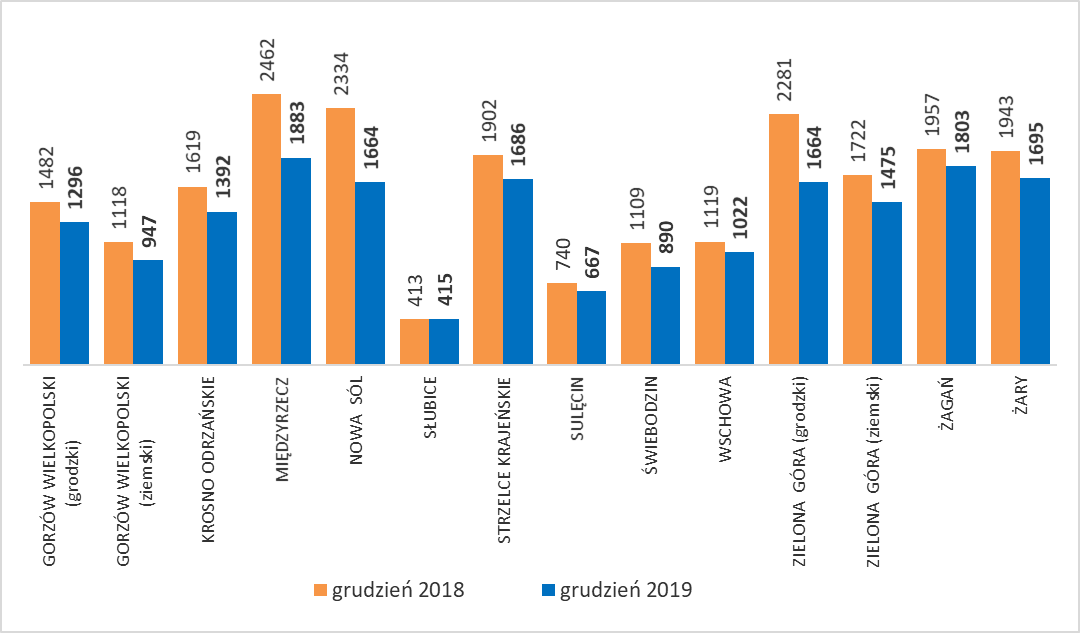 1482
1296
1118
947
1619
1392
2462
1883
2334
1664
413
415
1902
1686
740
667
1109
890
1119
1022
2281
1664
1722
1475
1957
1803
1943
1695
GORZÓW WIELKOPOLSKI
(grodzki)
GORZÓW WIELKOPOLSKI
(ziemski)
KROSNO ODRZAŃSKIE
MIĘDZYRZECZ
NOWA SÓL
SŁUBICE
STRZELCE KRAJEŃSKIE
SULĘCIN
ŚWIEBODZIN
WSCHOWA
ZIELONA GÓRA (grodzki)
ZIELONA GÓRA (ziemski)
ŻAGAŃ
ŻARY
grudzień 2018
grudzień 2019